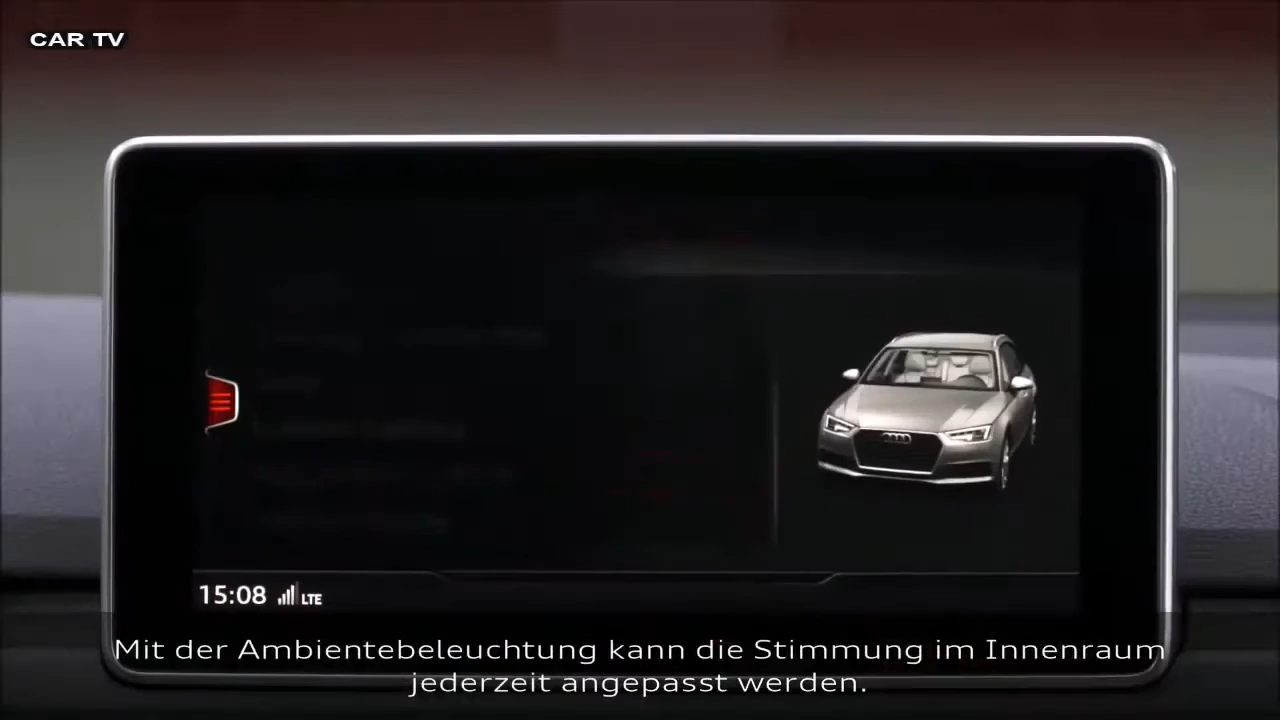 CAR TV
15:08 LTE
Mit der Ambientebeleuchtung kann die Stimmung im Innenraum
jederzeit angepasst werden.